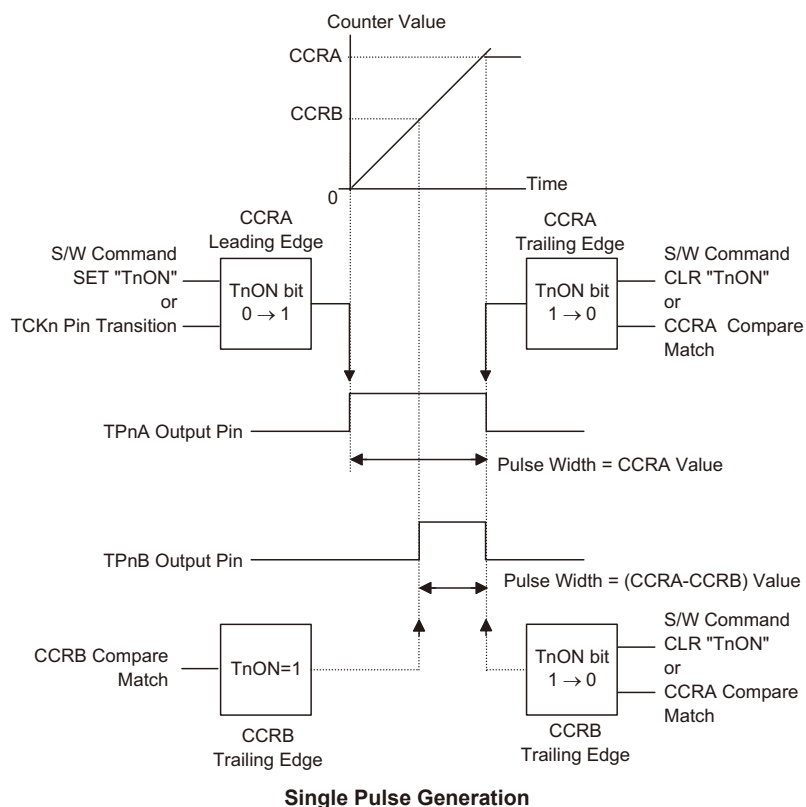 Counter Value
CCRA
CCRB
0
Time
CCRA
Leading Edge
S/W Command
SET "TnON"
or
TCKn Pin Transition
TnON bit
0 → 1
CCRA
Trailing Edge
TnON bit
1 → 0
S/W Command
CLR "TnON"
or
CCRA Compare
Match
TPnA Output Pin
Pulse Width = CCRA Value
TPnB Output Pin
Pulse Width = (CCRA-CCRB) Value
CCRB Compare
Match
TnON=1
CCRB
Trailing Edge
TnON bit
1 → 0
CCRB
Trailing Edge
S/W Command
CLR "TnON"
or
CCRA Compare
Match
Single Pulse Generation